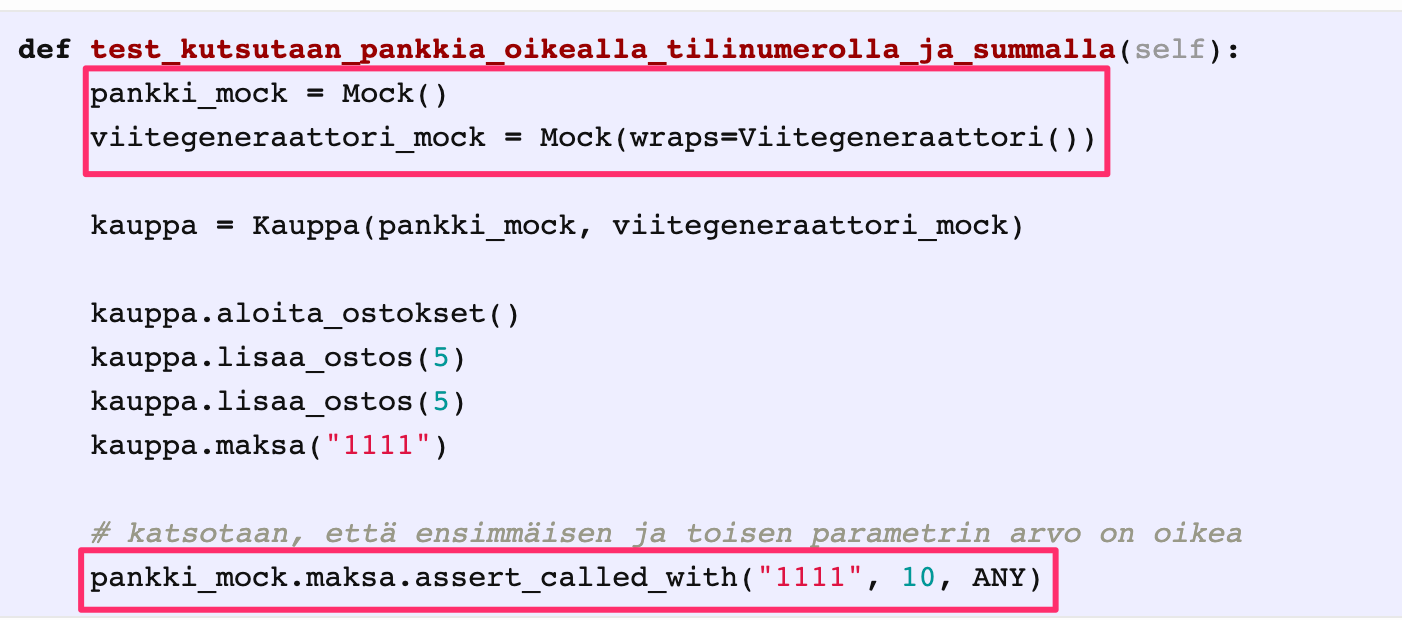 def test_kutsutaan_pankkia_oikealla_tilinumerolla_ja_summalla(self):
    pankki_mock = Mock()
    viitegeneraattori_mock = Mock(wraps=Viitegeneraattori())
    kauppa = Kauppa(pankki_mock, viitegeneraattori_mock)
    kauppa.aloita_ostokset()
    kauppa.lisaa_ostos(5)
    kauppa.lisaa_ostos(5)
    kauppa.maksa("1111")
    # katsotaan, että ensimmäisen ja toisen parametrin arvo on oikea
    pankki_mock.maksa.assert_called_with("1111", 10, ANY)